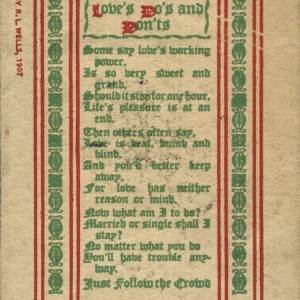 Love's Do's and
Don'ts
Some say love's working
power,
Is so very sweet and
grand,
Should it stop for one hour,
Life's pleasure is at an
end.
Then others often say,
Love is deaf, dumb and
blind,
And you'd better keep
away,
For love has neither
reason or mind.
Now what am I to do?
Married or single shall I
stay?
No matter what you do
You'll have trouble any-
way.
Just Follow the Crowd
Y R. L. WELLS, 1907